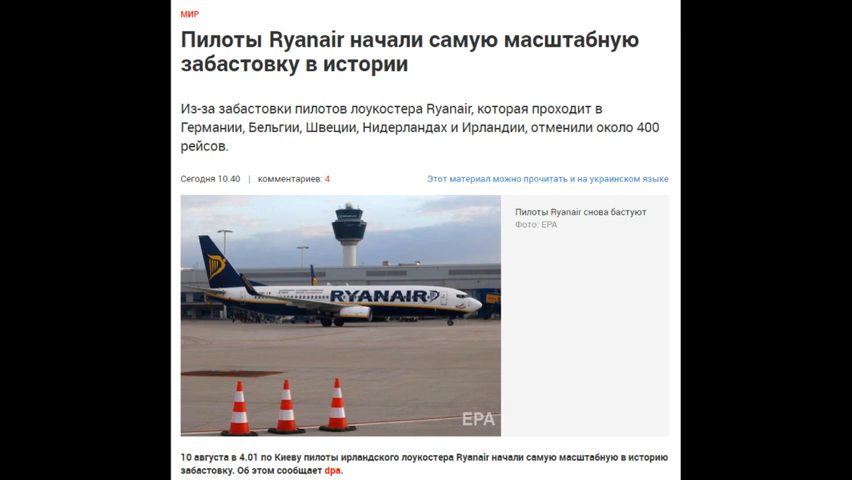 МИР
Пилоты Ryanair начали самую масштабную
забастовку в истории
Из-за забастовки пилотов лоукостера Ryanair, которая проходит в
Германии, Бельгии, Швеции, Нидерландах и Ирландии, отменили около 400
рейсов.
Сегодня 10.40 | комментариев: 4
Этот материал можно прочитать и на украинском языке
Пилоты Ryanair снова бастуют
Фото: EPA
RYANAIR
EPA
10 августа в 4.01 по Киеву пилоты ирландского лоукостера Ryanair начали самую масштабную в историю
забастовку. Об этом сообщает dpa.